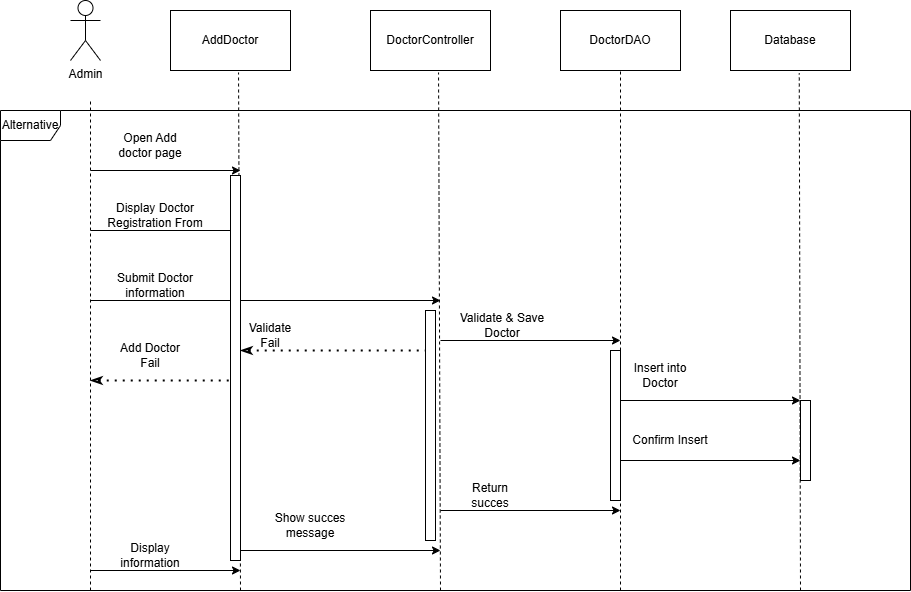 Admin
AddDoctor
DoctorController
DoctorDAO
Database
Alternative
Open Add
doctor page
Display Doctor
Registration From
Submit Doctor
information
Validate & Save
Doctor
Validate
Fail
Add Doctor
Fail
Insert into
Doctor
Confirm Insert
Return
succes
Show succes
message
Display
information